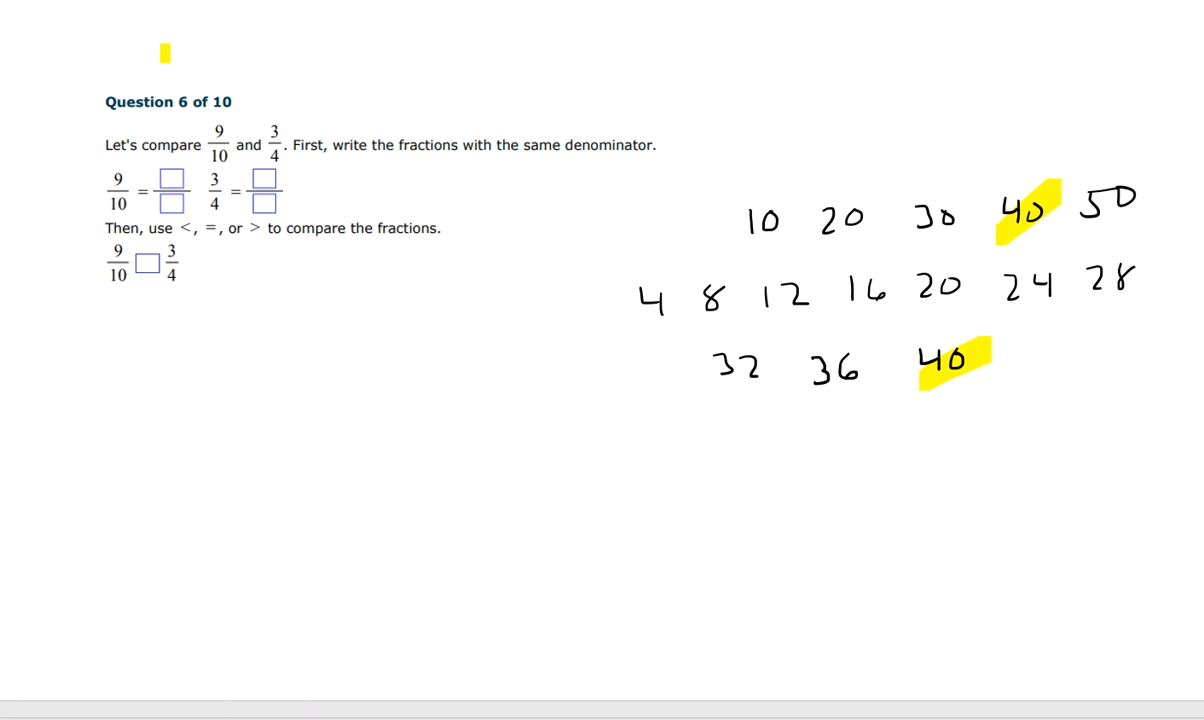 Question 6 of 10
Let's compare 9/10 and 3/4. First, write the fractions with the same denominator.
9/10 = □/□ 3/4 = □/□
Then, use <, =, or > to compare the fractions.
9/10 □ 3/4
10 20 30 40 50
4 8 12 16 20 24 28
32 36 40